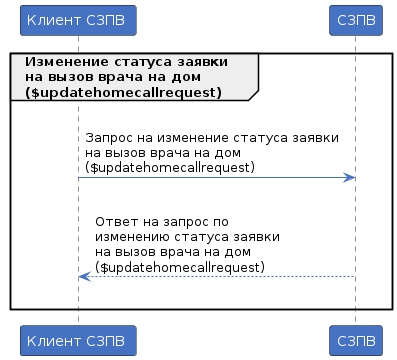 Клиент СЗПВ
СЗПВ
Изменение статуса заявки
на вызов врача на дом
($updatehomecallrequest)
Запрос на изменение статуса заявки
на вызов врача на дом
($updatehomecallrequest)
Ответ на запрос по
изменению статуса заявки
на вызов врача на дом
($updatehomecallrequest)
Клиент СЗПВ
СЗПВ